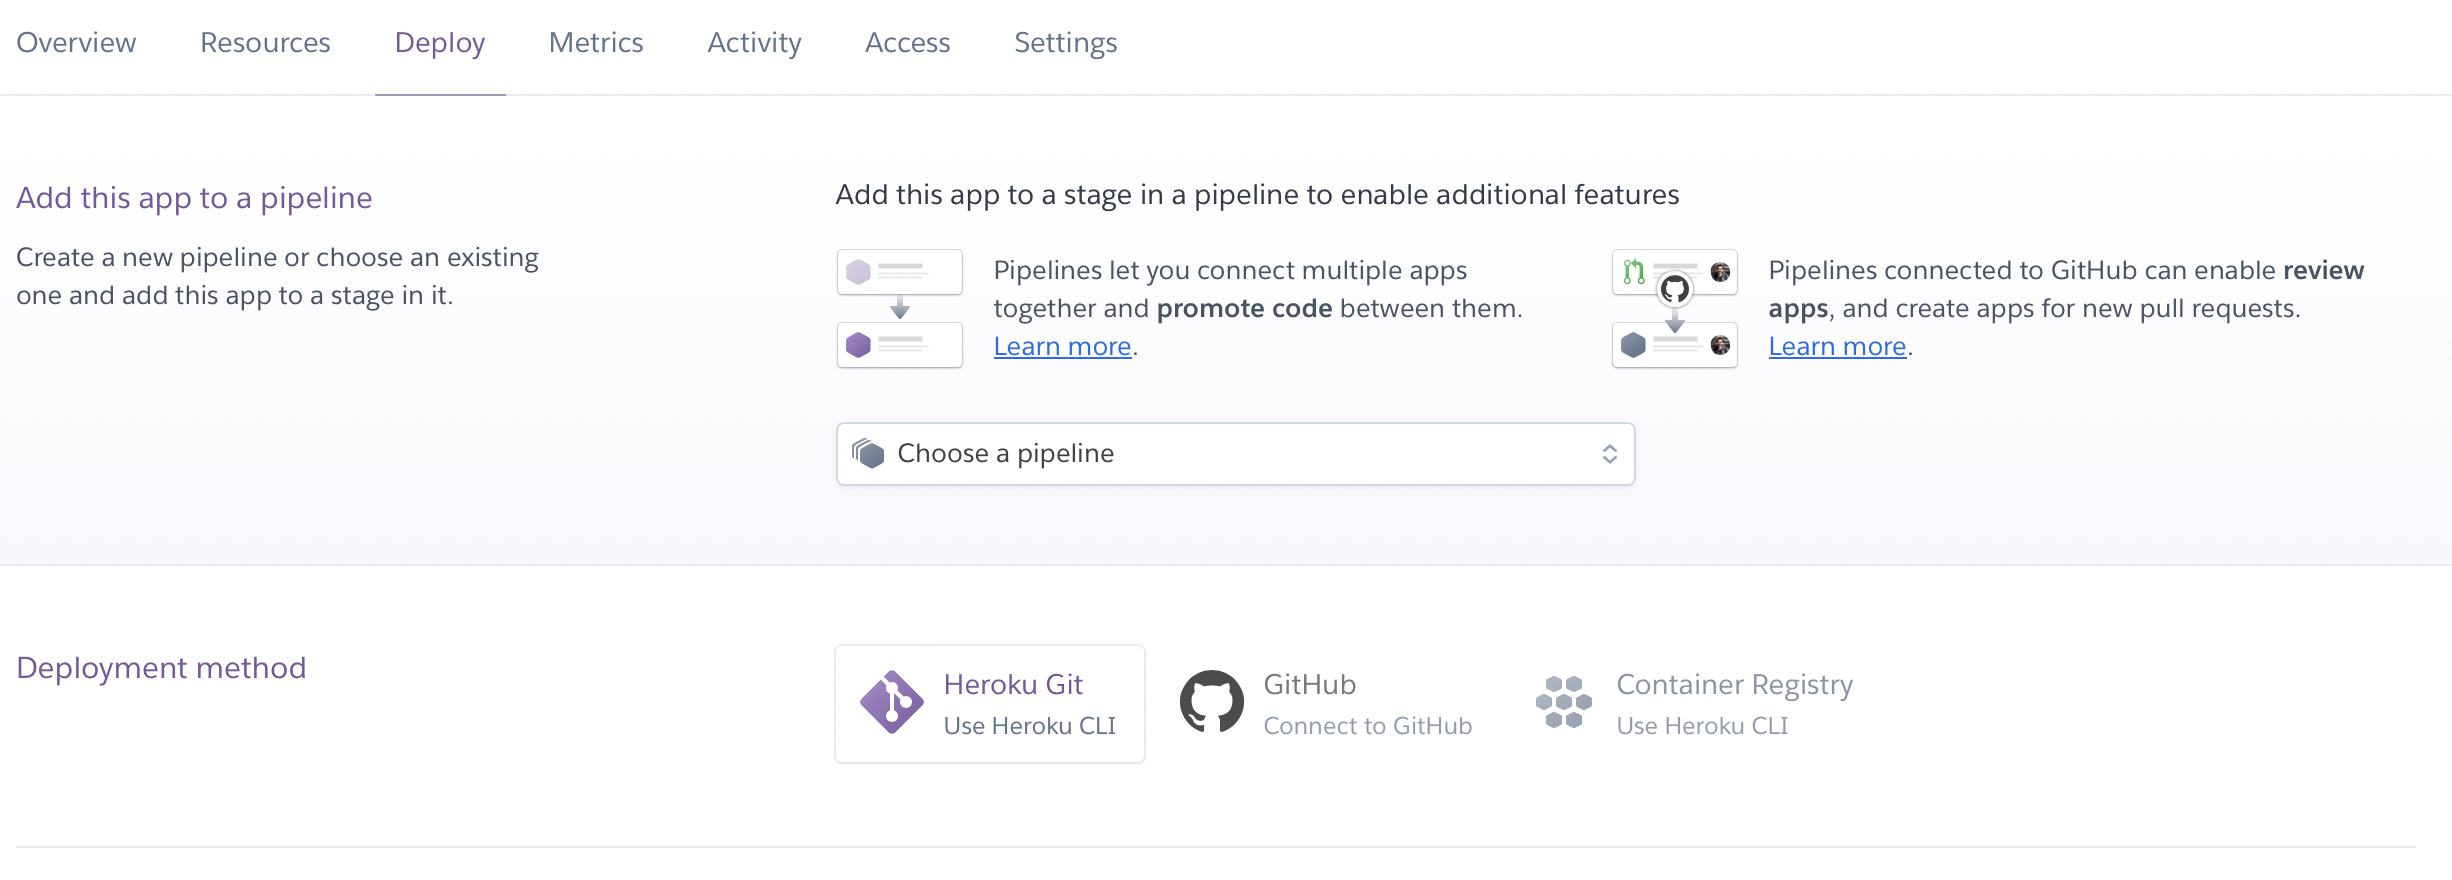 Overview Resources Deploy Metrics Activity Access Settings
Add this app to a pipeline
Create a new pipeline or choose an existing
one and add this app to a stage in it.
Add this app to a stage in a pipeline to enable additional features
Pipelines let you connect multiple apps
together and promote code between them.
Learn more.
Pipelines connected to GitHub can enable review
apps, and create apps for new pull requests.
Learn more.
Choose a pipeline
Deployment method
Heroku Git
Use Heroku CLI
GitHub
Connect to GitHub
Container Registry
Use Heroku CLI